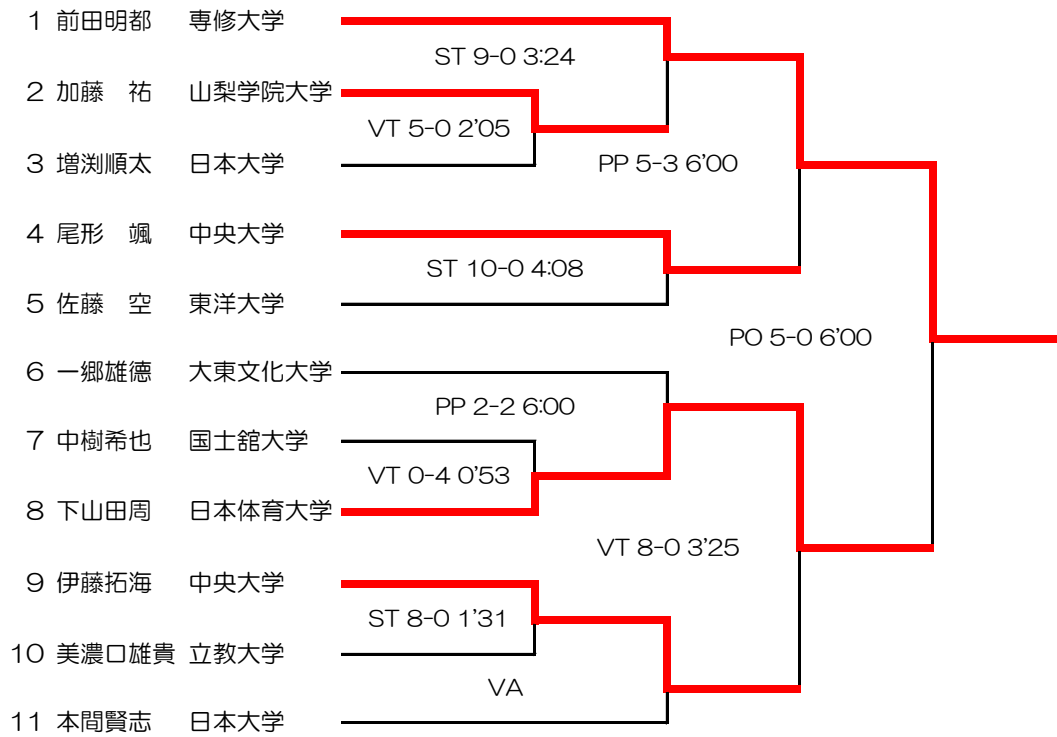 1 前田明都 専修大学
ST 9-0 3:24
2 加藤 祐 山梨学院大学
VT 5-0 2'05
3 増渕順太 日本大学
PP 5-3 6'00
4 尾形 颯 中央大学
ST 10-0 4:08
5 佐藤 空 東洋大学
PO 5-0 6'00
6 一郷雄德 大東文化大学
PP 2-2 6:00
7 中樹希也 国士舘大学
VT 0-4 0'53
8 下山田周 日本体育大学
VT 8-0 3'25
9 伊藤拓海 中央大学
ST 8-0 1'31
10 美濃口雄貴 立教大学
VA
11 本間賢志 日本大学